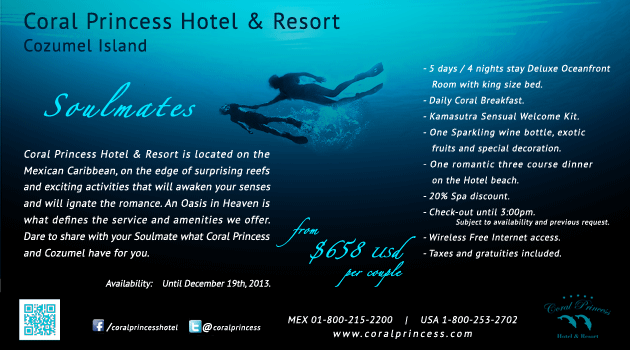 Coral Princess Hotel & Resort
Cozumel Island
Soulmates
Coral Princess Hotel & Resort is located on the
Mexican Caribbean, on the edge of surprising reefs
and exciting activities that will awaken your senses
and will ignate the romance. An Oasis in Heaven is
what defines the service and amenities we offer.
Dare to share with your Soulmate what Coral Princess
and Cozumel have for you.
Availability: Until December 19th, 2013.
from
$658 usd
per couple
- 5 days / 4 nights stay Deluxe Oceanfront
Room with king size bed.
- Daily Coral Breakfast.
- Kamasutra Sensual Welcome Kit.
- One Sparkling wine bottle, exotic
fruits and special decoration.
- One romantic three course dinner
on the Hotel beach.
- 20% Spa discount.
- Check-out until 3:00pm.
Subject to availability and previous request.
- Wireless Free Internet access.
- Taxes and gratuities included.
/coralprincesshotel
@coralprincess
MEX 01-800-215-2200 | USA 1-800-253-2702
www.coralprincess.com
Coral Princess
Hotel & Resort